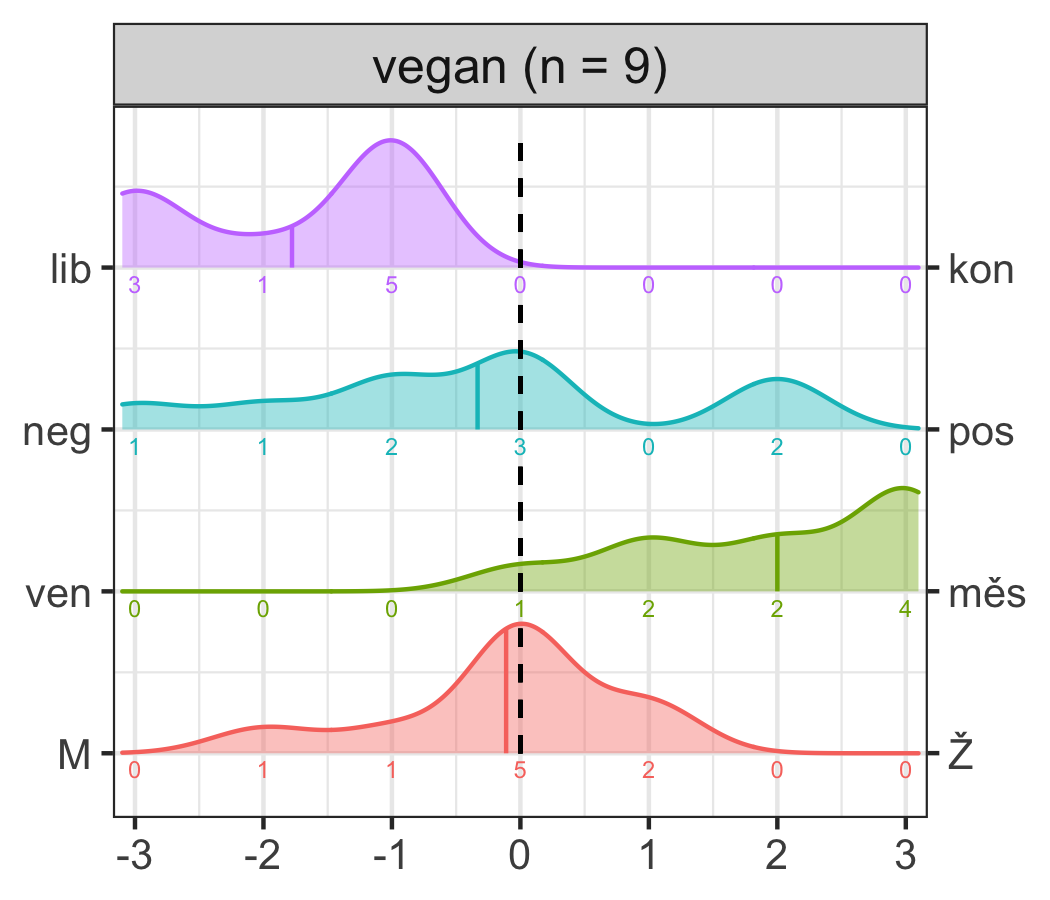 vegan (n = 9)
lib kon
3 1 5 0 0 0 0
neg pos
1 1 2 3 0 2 0
ven měs
0 0 0 1 2 2 4
M Ž
0 1 1 5 2 0 0
-3 -2 -1 0 1 2 3